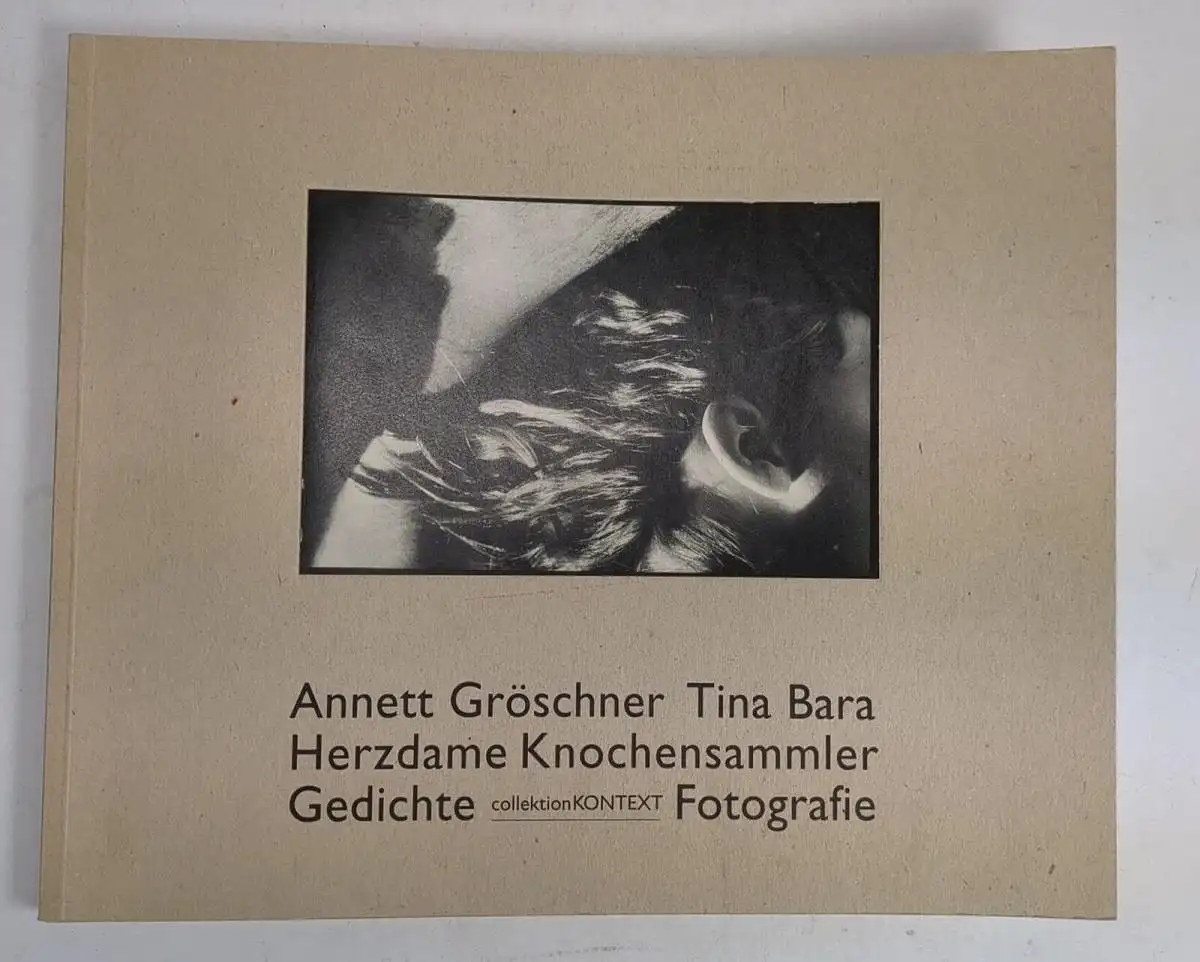 Annett Gröschner Tina Bara
Herzdame Knochensammler
Gedichte collektionKONTEXT Fotografie